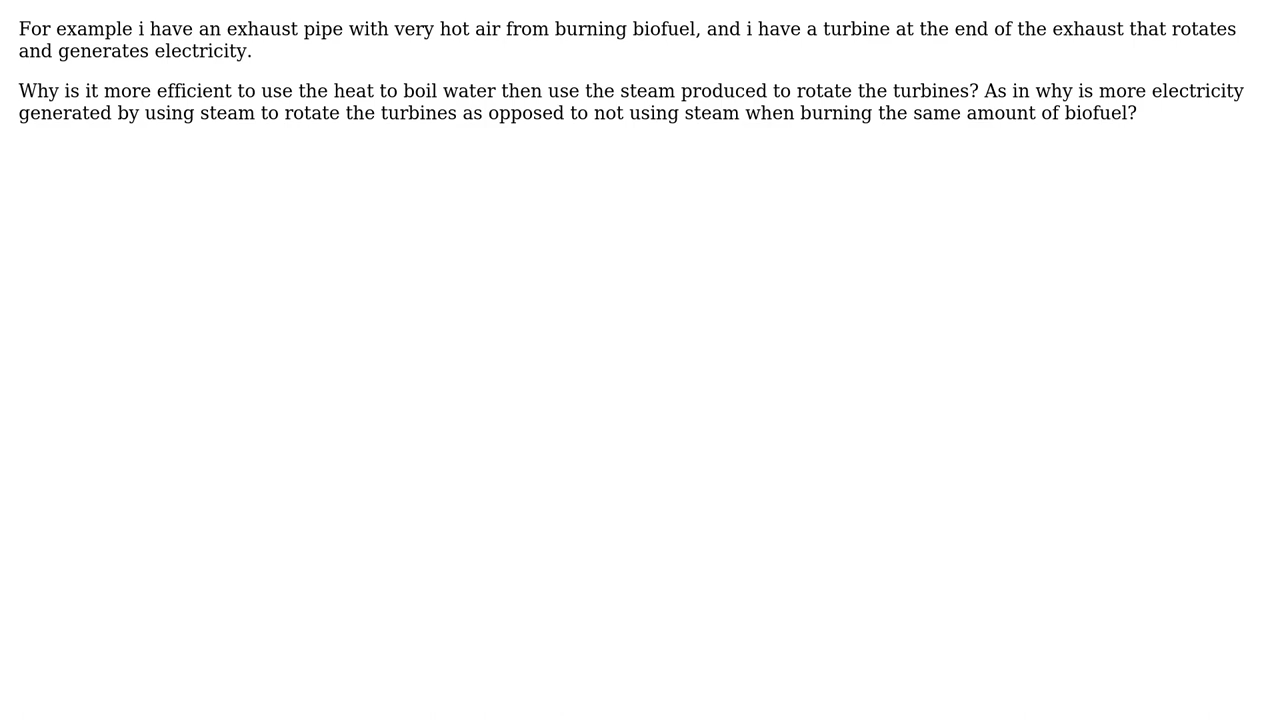 For example i have an exhaust pipe with very hot air from burning biofuel, and i have a turbine at the end of the exhaust that rotates
and generates electricity.
Why is it more efficient to use the heat to boil water then use the steam produced to rotate the turbines? As in why is more electricity
generated by using steam to rotate the turbines as opposed to not using steam when burning the same amount of biofuel?